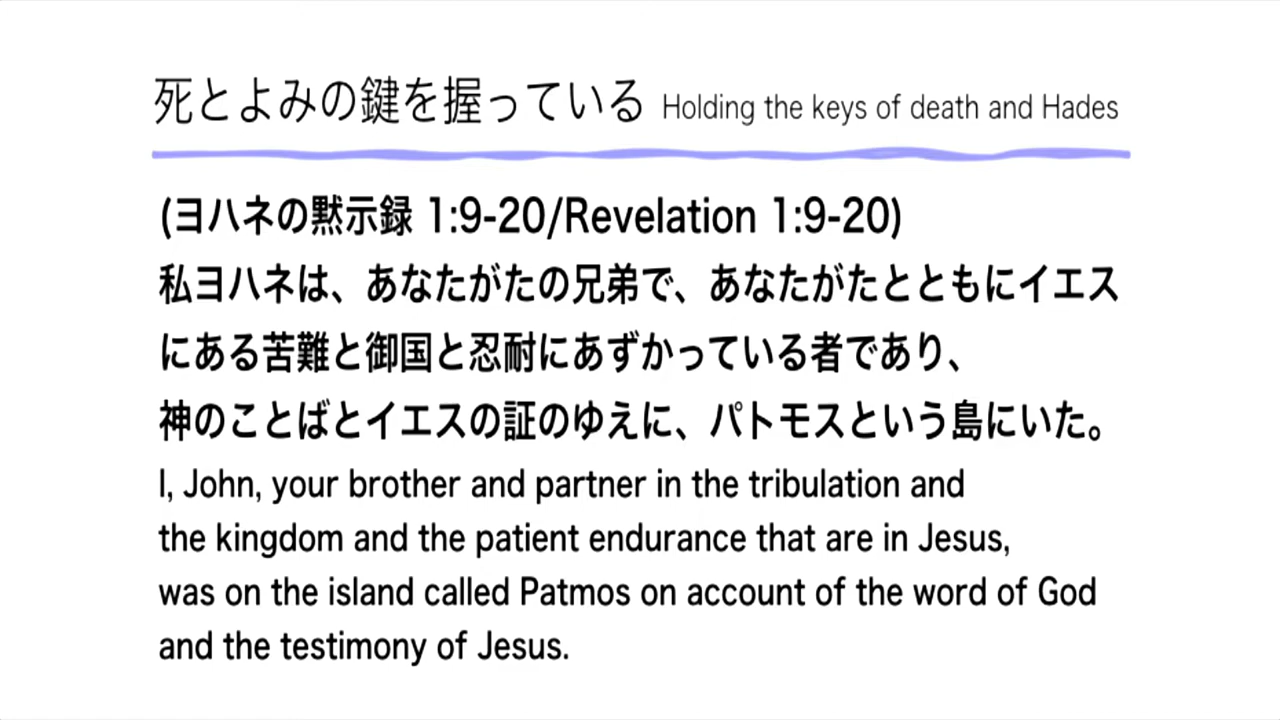 死とよみの鍵を握っている Holding the keys of death and Hades
(ヨハネの黙示録 1:9-20/Revelation 1:9-20)
私ヨハネは、あなたがたの兄弟で、あなたがたとともにイエス
にある苦難と御国と忍耐にあずかっている者であり、
神のことばとイエスの証のゆえに、パトモスという島にいた。
I, John, your brother and partner in the tribulation and
the kingdom and the patient endurance that are in Jesus,
was on the island called Patmos on account of the word of God
and the testimony of Jesus.